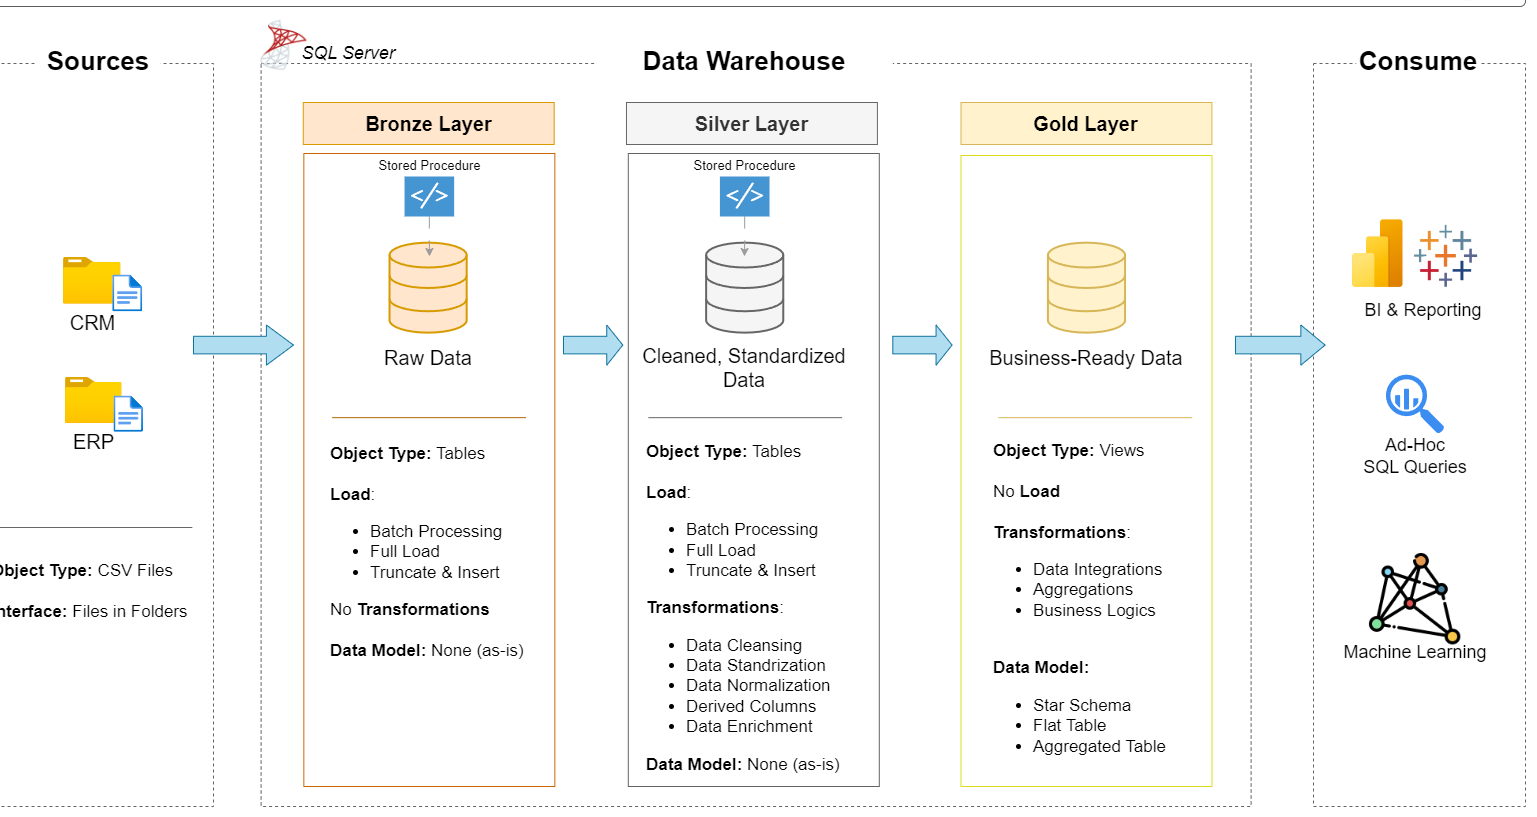 Sources
SQL Server
Data Warehouse
Consume
CRM
ERP
Object Type: CSV Files
Interface: Files in Folders
Bronze Layer
Stored Procedure
</>
Raw Data
Object Type: Tables
Load:
• Batch Processing
• Full Load
• Truncate & Insert
No Transformations
Data Model: None (as-is)
Silver Layer
Stored Procedure
</>
Cleaned, Standardized
Data
Object Type: Tables
Load:
• Batch Processing
• Full Load
• Truncate & Insert
Transformations:
• Data Cleansing
• Data Standrization
• Data Normalization
• Derived Columns
• Data Enrichment
Data Model: None (as-is)
Gold Layer
Business-Ready Data
Object Type: Views
No Load
Transformations:
• Data Integrations
• Aggregations
• Business Logics
Data Model:
• Star Schema
• Flat Table
• Aggregated Table
BI & Reporting
Ad-Hoc
SQL Queries
Machine Learning